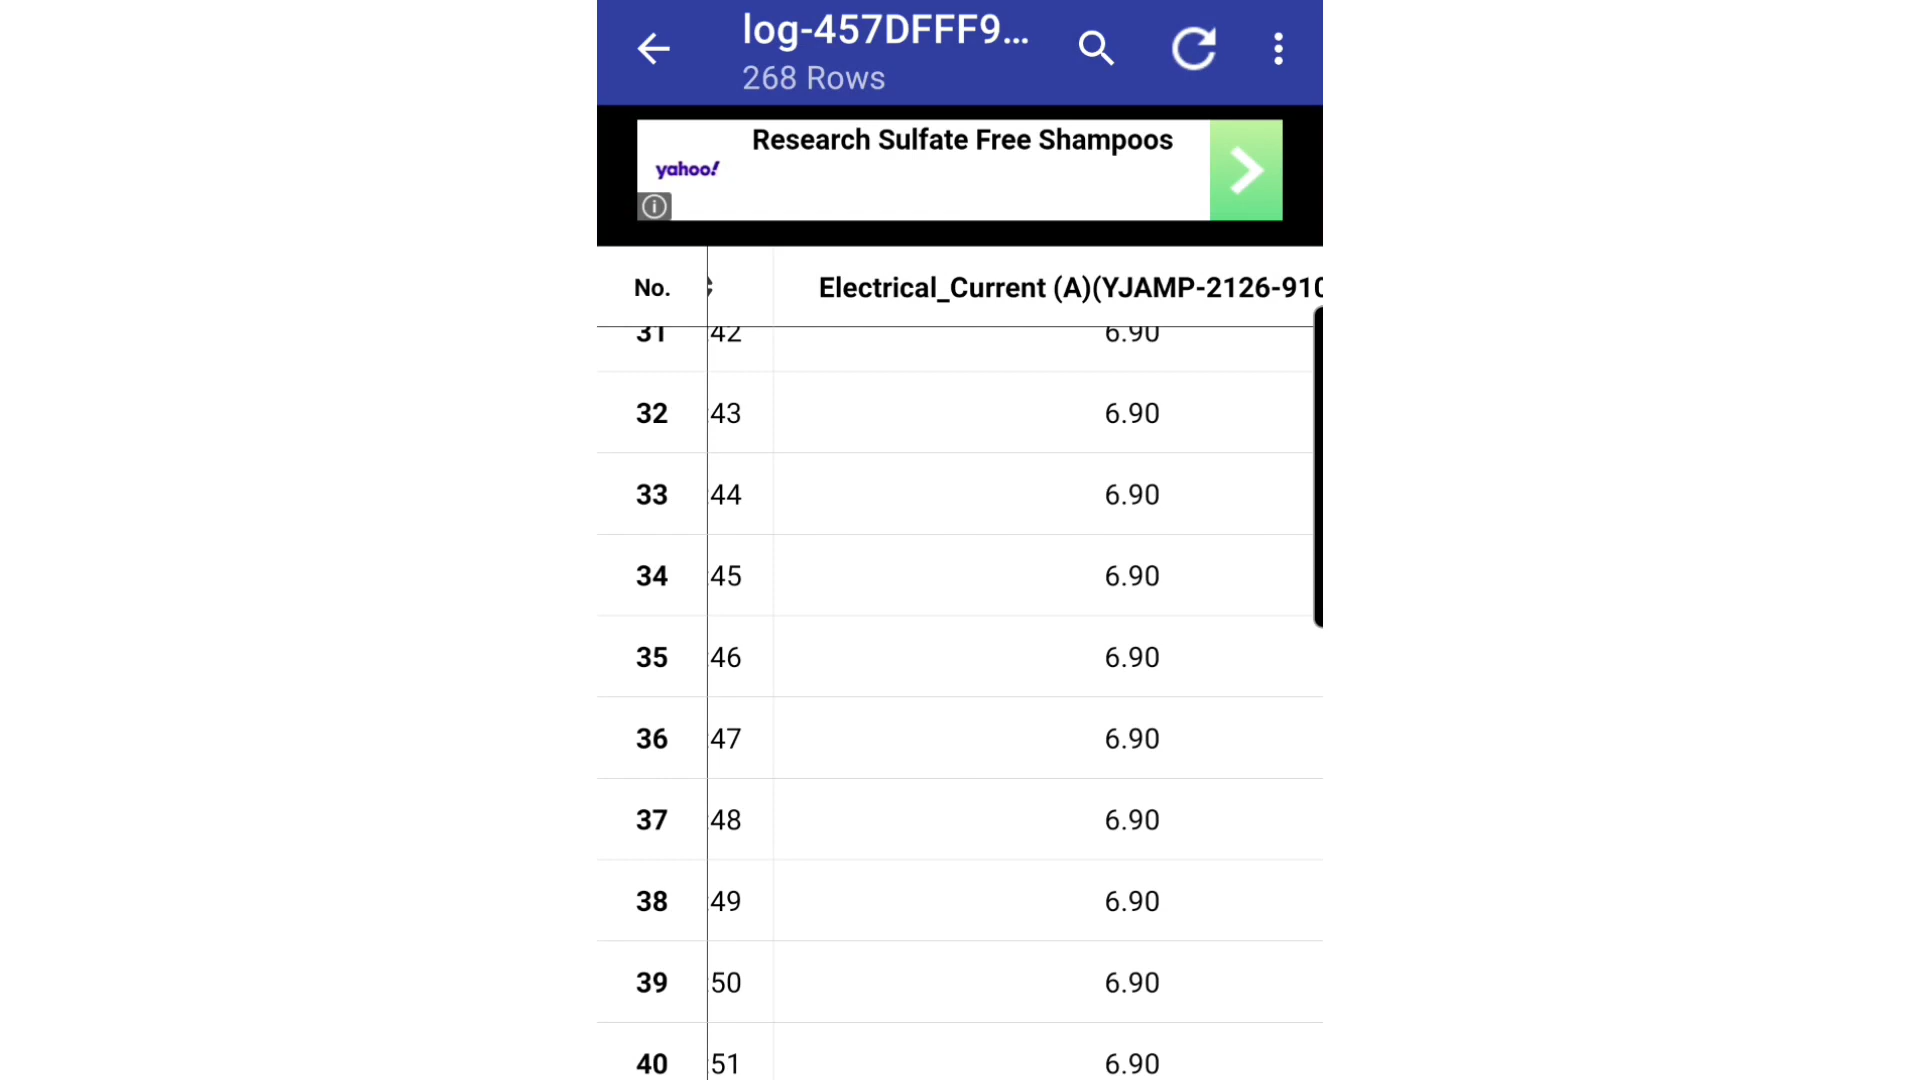 log-457DFFF9...
268 Rows
Research Sulfate Free Shampoos
yahoo!
No. Electrical_Current (A)(YJAMP-2126-910
31 42 6.90
32 43 6.90
33 44 6.90
34 45 6.90
35 46 6.90
36 47 6.90
37 48 6.90
38 49 6.90
39 50 6.90
40 51 6.90